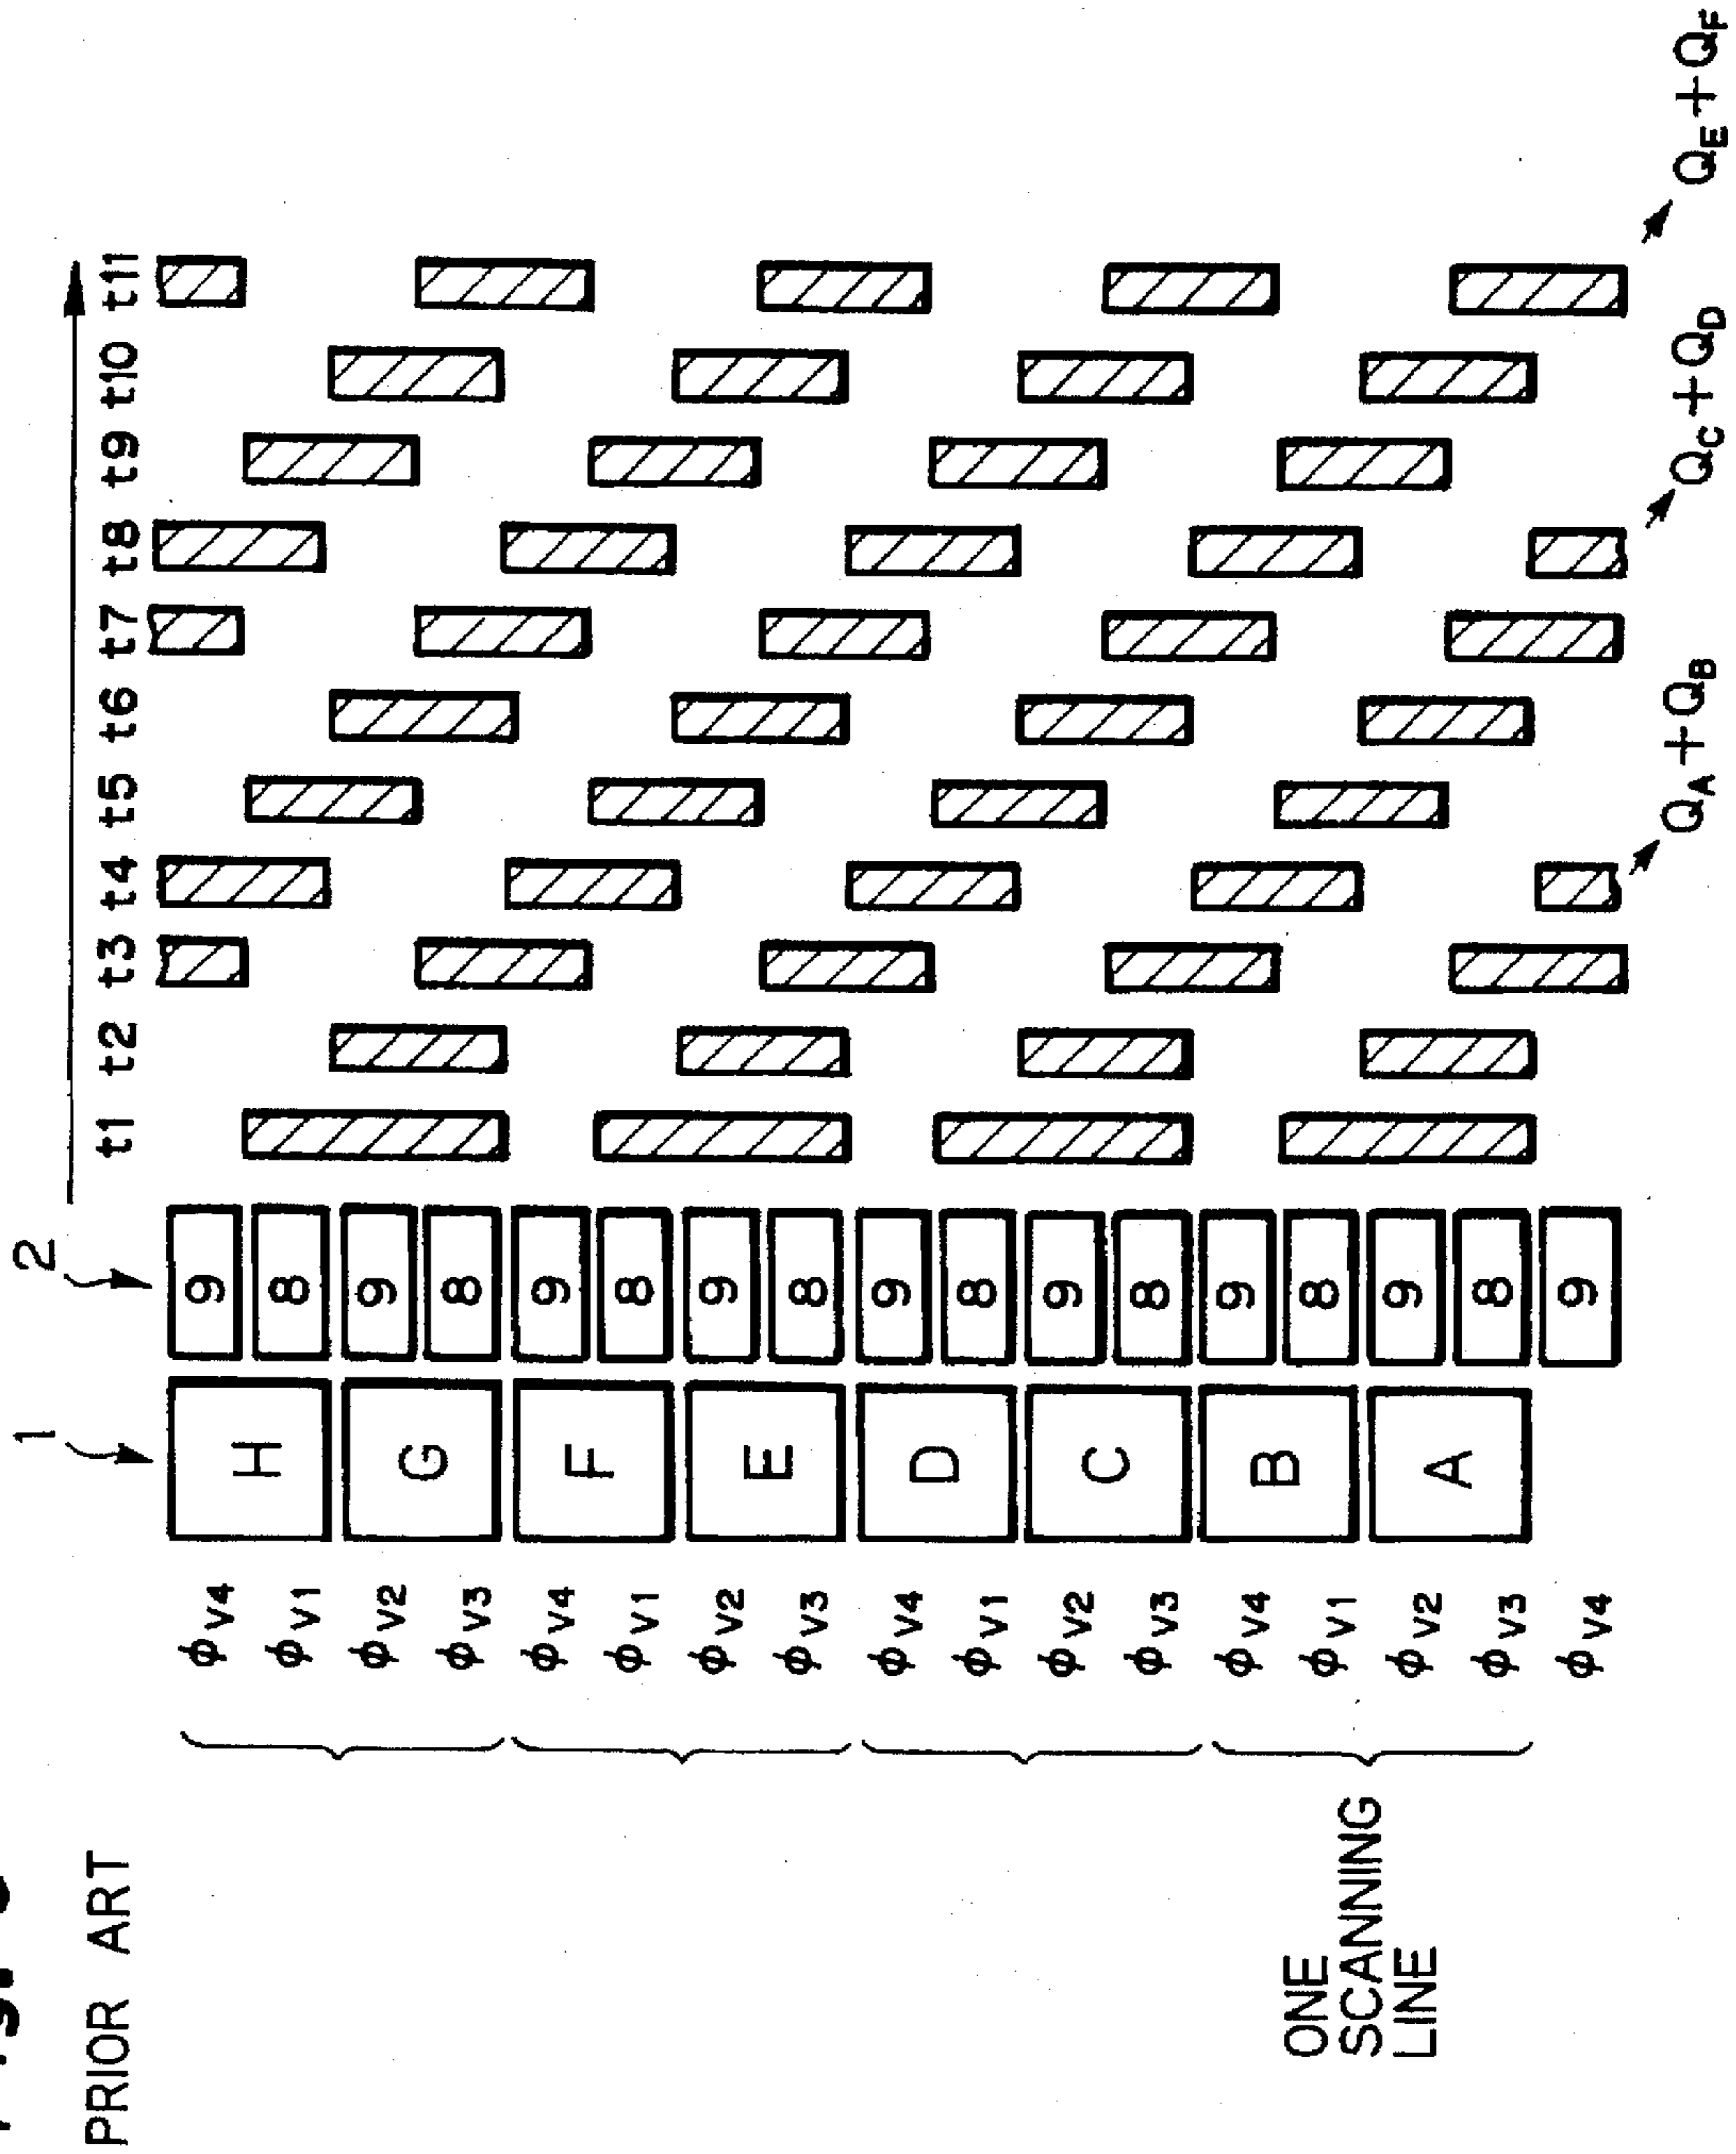 1 2
PRIOR ART
t1 t2 t3 t4 t5 t6 t7 t8 t9 t10 t11
φV4 9
H
φV1 8
φV2 9
G
φV3 8
φV4 9
F
φV1 8
φV2 9
E
φV3 8
φV4 9
D
φV1 8
φV2 9
C
φV3 8
φV4 9
B
φV1 8
φV2 9
A
φV3 8
φV4 9
ONE
SCANNING
LINE
QA+QB QC+QD QE+QF